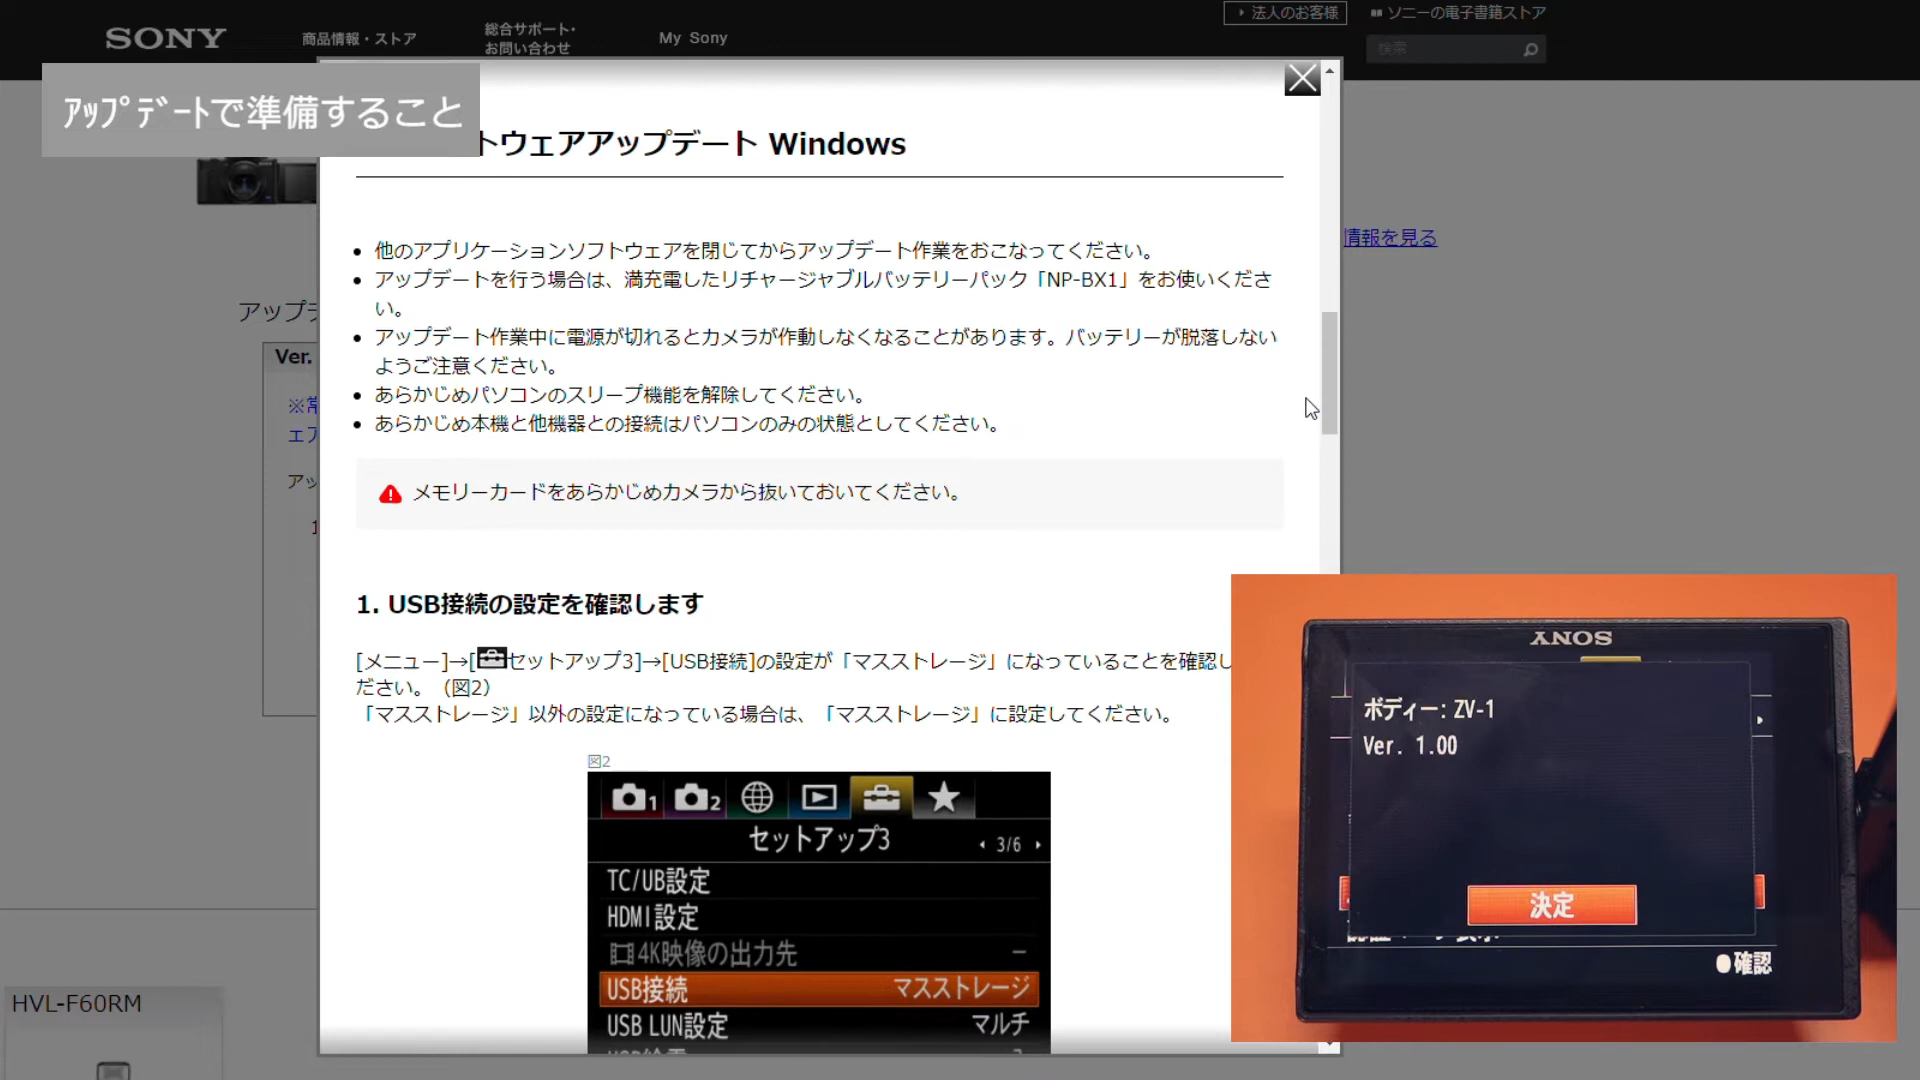 SONY
商品情報・ストア
総合サポート・
お問い合わせ
My Sony
法人のお客様
ソニーの電子書籍ストア
検索
ｱｯﾌﾟﾃﾞｰﾄで準備すること
トウェアアップデート Windows
情報を見る
他のアプリケーションソフトウェアを閉じてからアップデート作業をおこなってください。
アップデートを行う場合は、満充電したリチャージャブルバッテリーパック「NP-BX1」をお使いくださ
い。
アップデート作業中に電源が切れるとカメラが作動しなくなることがあります。バッテリーが脱落しない
ようご注意ください。
あらかじめパソコンのスリープ機能を解除してください。
あらかじめ本機と他機器との接続はパソコンのみの状態としてください。
メモリーカードをあらかじめカメラから抜いておいてください。
アップデ
Ver.
※常
エア
アッ
1
1. USB接続の設定を確認します
[メニュー]→[セットアップ3]→[USB接続]の設定が「マスストレージ」になっていることを確認し
ださい。（図2）
「マスストレージ」以外の設定になっている場合は、「マスストレージ」に設定してください。
図2
1
2
セットアップ3
3/6
TC/UB設定
HDMI設定
4K映像の出力先 －
USB接続 マスストレージ
USB LUN設定 マルチ
HVL-F60RM
SONY
ボディー: ZV-1
Ver. 1.00
決定
確認